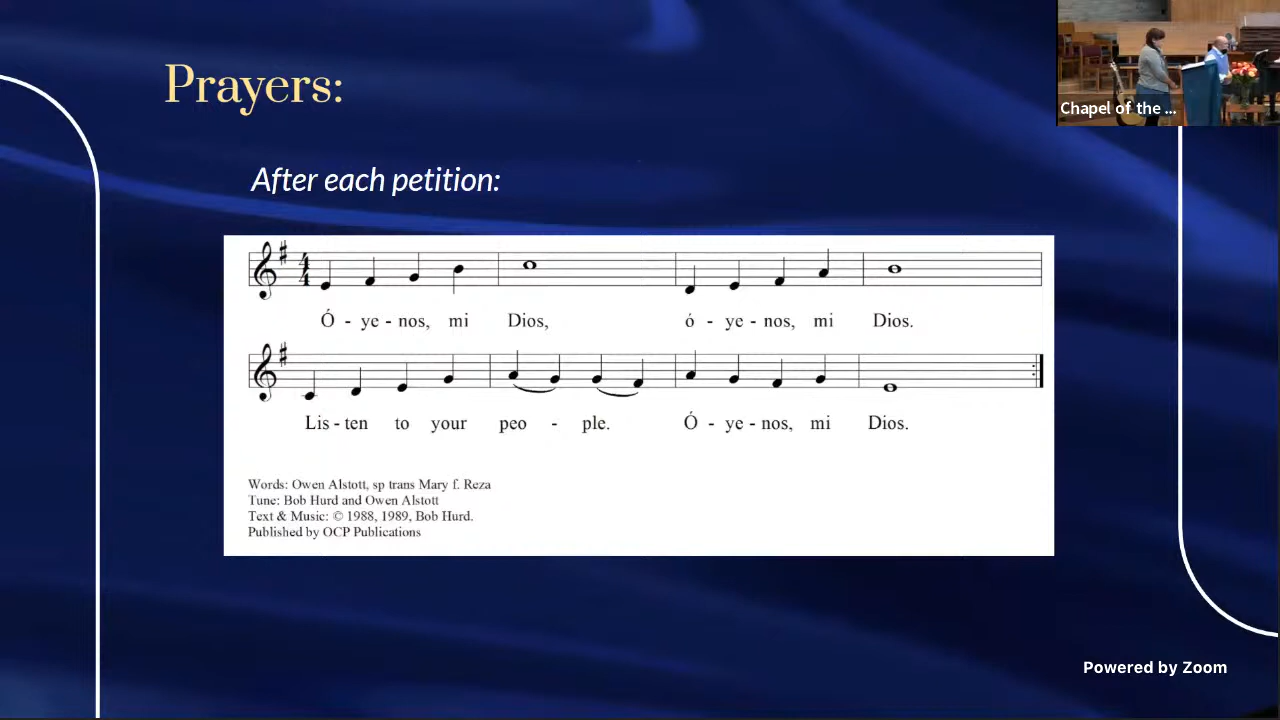 Prayers:
Chapel of the ...
After each petition:
Ó - ye - nos, mi Dios, ó - ye - nos, mi Dios.
Lis - ten to your peo - ple. Ó - ye - nos, mi Dios.
Words: Owen Alstott, sp trans Mary f. Reza
Tune: Bob Hurd and Owen Alstott
Text & Music: © 1988, 1989, Bob Hurd.
Published by OCP Publications
Powered by Zoom